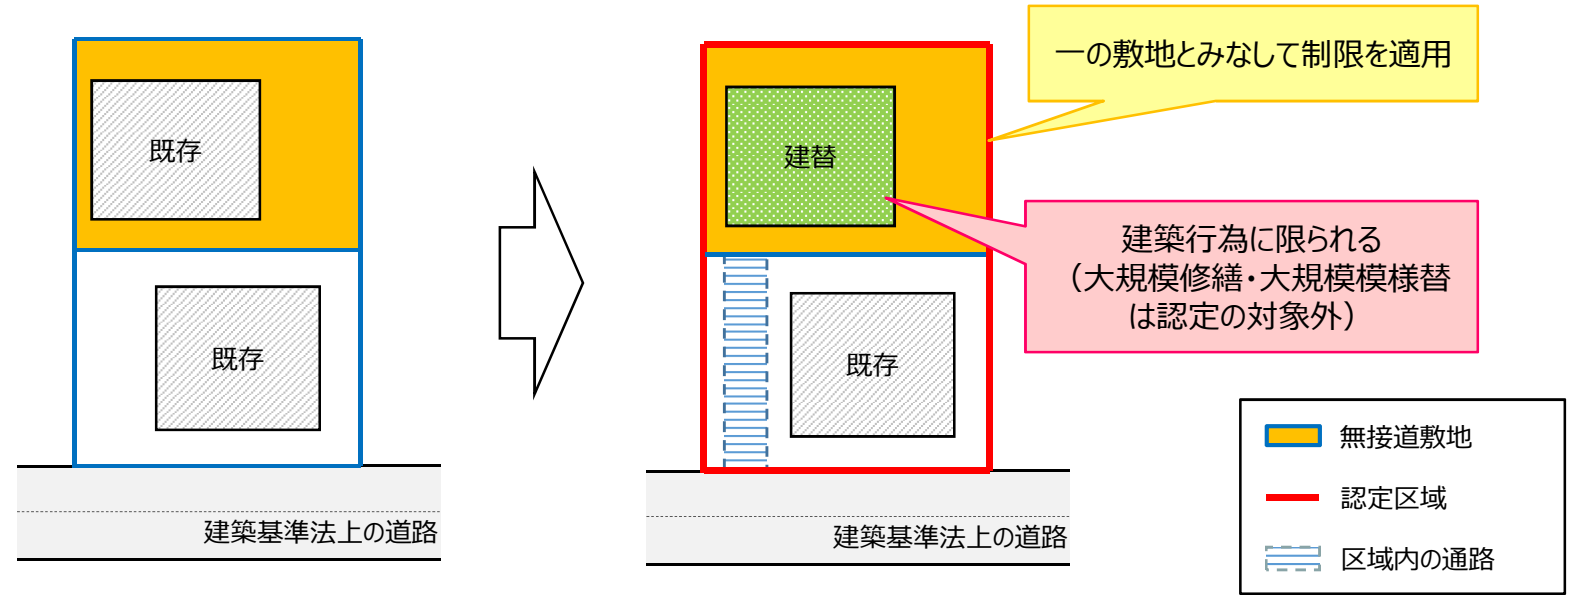 既存
既存
建築基準法上の道路
建替
既存
建築基準法上の道路
一の敷地とみなして制限を適用
建築行為に限られる
（大規模修繕・大規模模様替
は認定の対象外）
無接道敷地
認定区域
区域内の通路